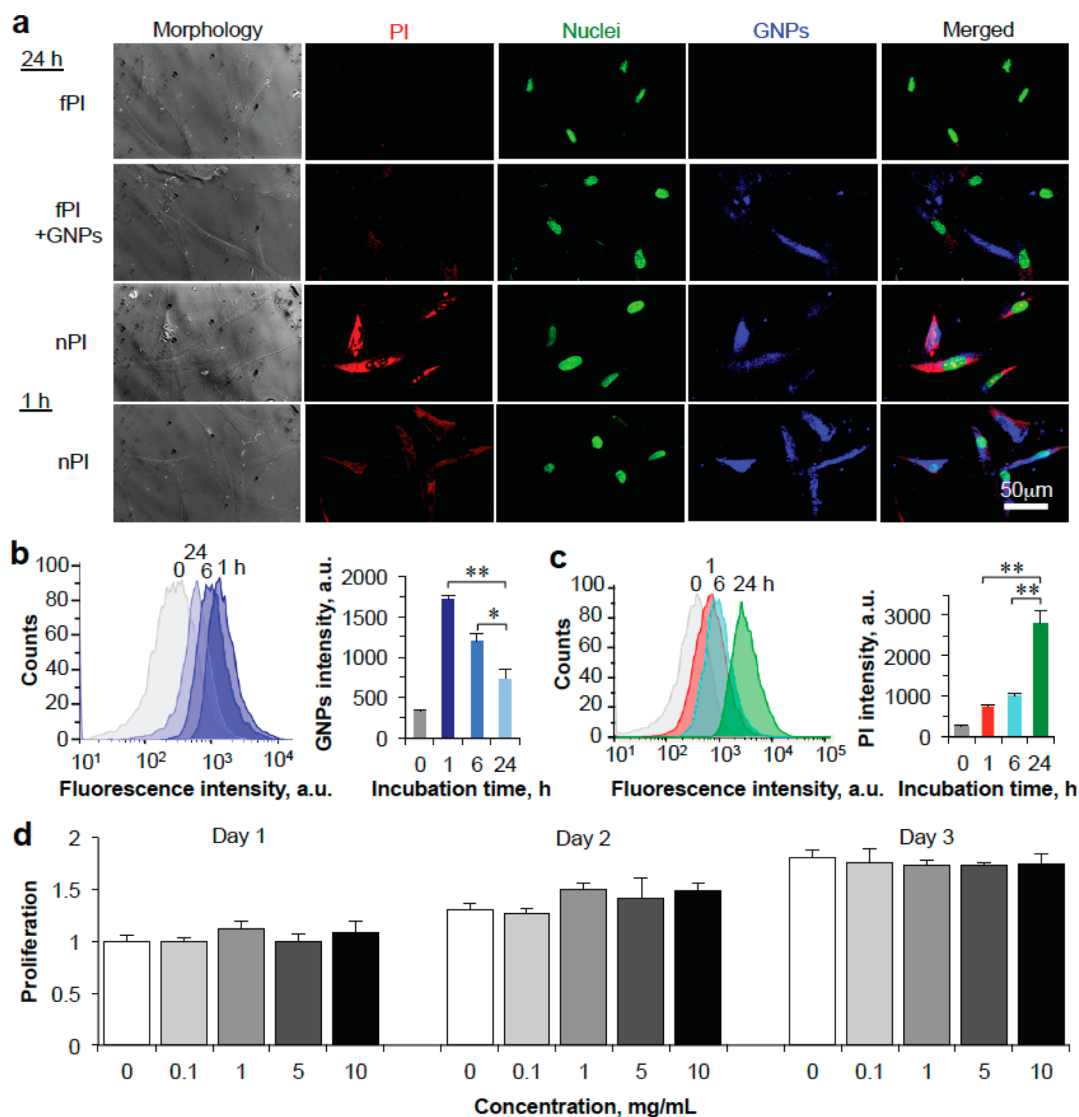 a
Morphology PI Nuclei GNPs Merged
24 h
fPI
fPI
+GNPs
nPI
1 h
nPI
50μm
b
100
80
60
40
20
0
Counts
0 24 6 1 h
10¹ 10² 10³ 10⁴
Fluorescence intensity, a.u.
GNPs intensity, a.u.
2000
1500
1000
500
0
**
*
0 1 6 24
Incubation time, h
c
100
80
60
40
20
0
Counts
0 1 6 24 h
10¹ 10² 10³ 10⁴ 10⁵
Fluorescence intensity, a.u.
PI intensity, a.u.
3000
2000
1000
0
**
**
0 1 6 24
Incubation time, h
d
Day 1 Day 2 Day 3
Proliferation
2
1.5
1
0.5
0
0 0.1 1 5 10 0 0.1 1 5 10 0 0.1 1 5 10
Concentration, mg/mL